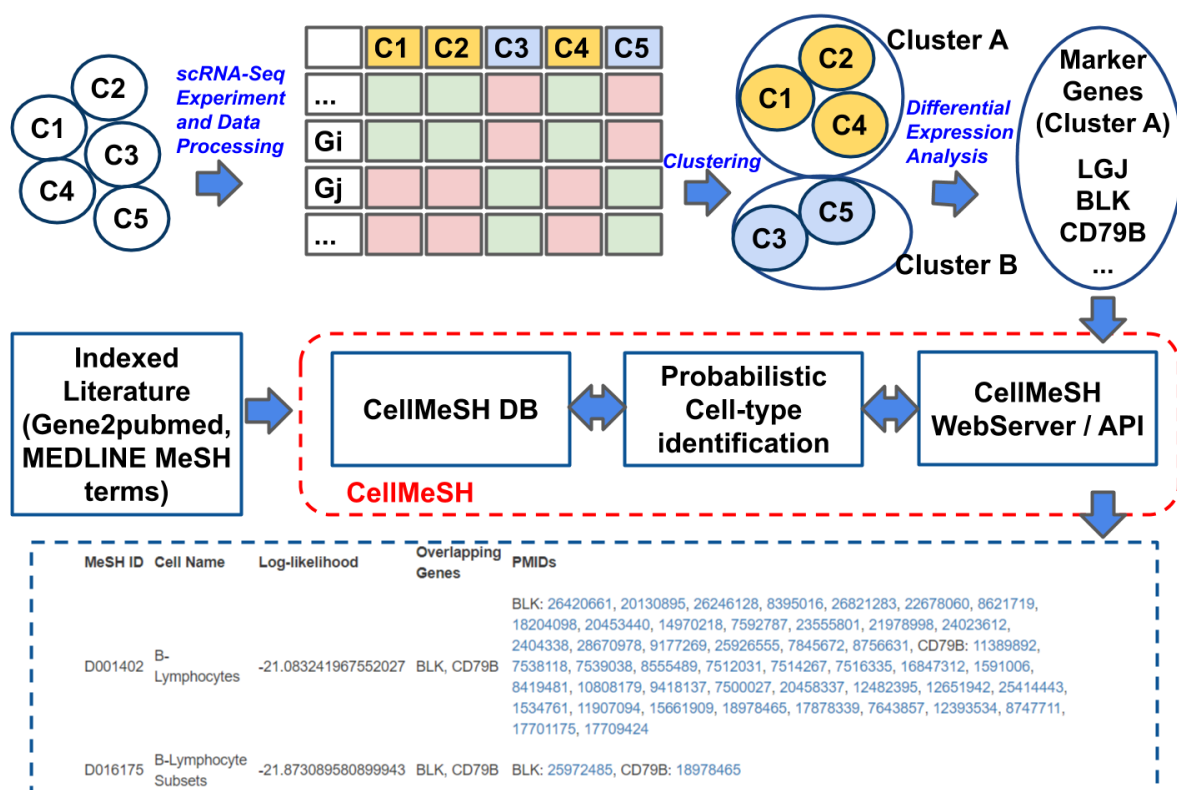 C2
C1
C3
C4
C5
scRNA-Seq
Experiment
and Data
Processing
C1 C2 C3 C4 C5
...
Gi
Gj
...
Clustering
Cluster A
C2
C1
C4
C5
C3
Cluster B
Differential
Expression
Analysis
Marker
Genes
(Cluster A)
LGJ
BLK
CD79B
...
Indexed
Literature
(Gene2pubmed,
MEDLINE MeSH
terms)
CellMeSH DB
Probabilistic
Cell-type
identification
CellMeSH
WebServer / API
CellMeSH
MeSH ID Cell Name Log-likelihood Overlapping Genes PMIDs
BLK: 26420661, 20130895, 26246128, 8395016, 26821283, 22678060, 8621719,
18204098, 20453440, 14970218, 7592787, 23555801, 21978998, 24023612,
2404338, 28670978, 9177269, 25926555, 7845672, 8756631, CD79B: 11389892,
D001402 B-Lymphocytes -21.083241967552027 BLK, CD79B 7538118, 7539038, 8555489, 7512031, 7514267, 7516335, 16847312, 1591006,
8419481, 10808179, 9418137, 7500027, 20458337, 12482395, 12651942, 25414443,
1534761, 11907094, 15661909, 18978465, 17878339, 7643857, 12393534, 8747711,
17701175, 17709424
D016175 B-Lymphocyte Subsets -21.873089580899943 BLK, CD79B BLK: 25972485, CD79B: 18978465